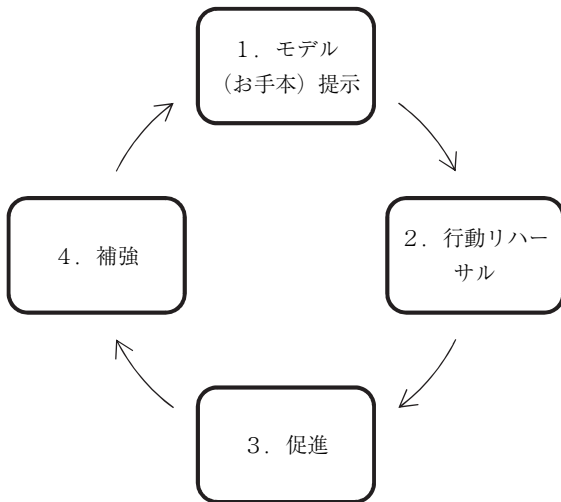 １．モデル
（お手本）提示
２．行動リハー
サル
３．促進
４．補強